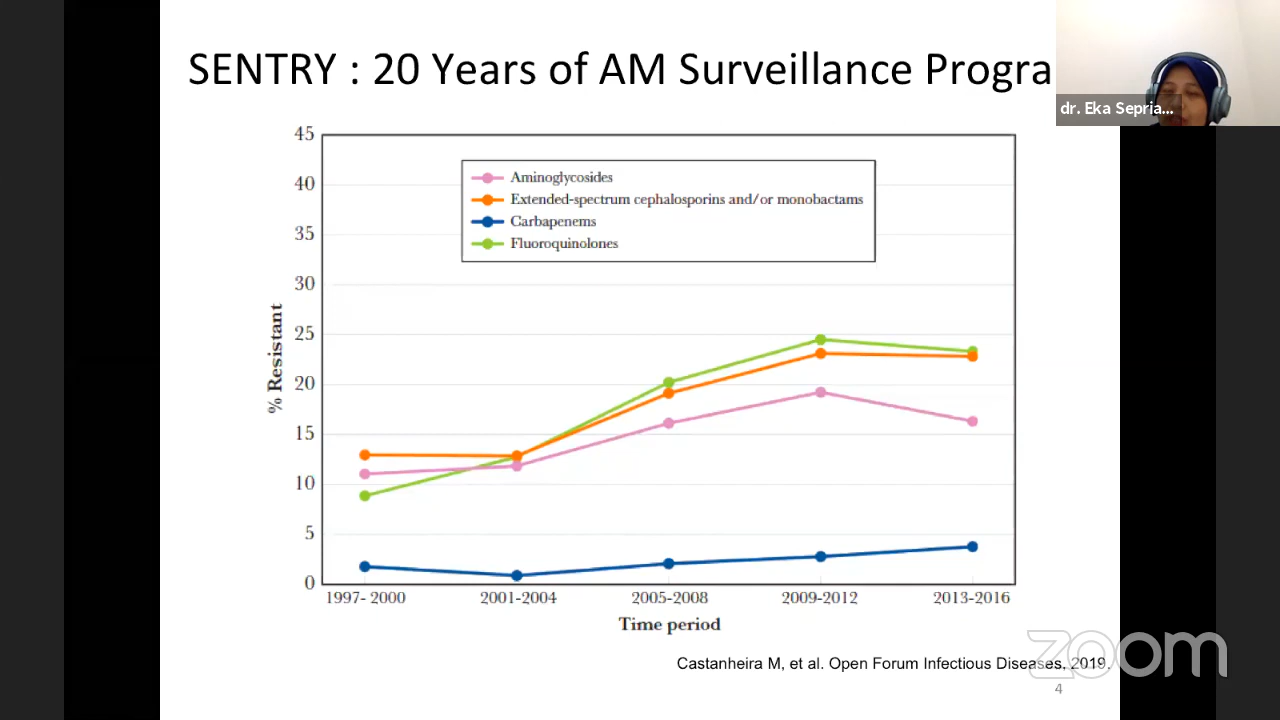 SENTRY : 20 Years of AM Surveillance Progra
dr. Eka Sepria...
45
40
35
30
25
20
15
10
5
0
% Resistant
Aminoglycosides
Extended-spectrum cephalosporins and/or monobactams
Carbapenems
Fluoroquinolones
1997- 2000 2001-2004 2005-2008 2009-2012 2013-2016
Time period
Castanheira M, et al. Open Forum Infectious Diseases, 2019.
zoom
4